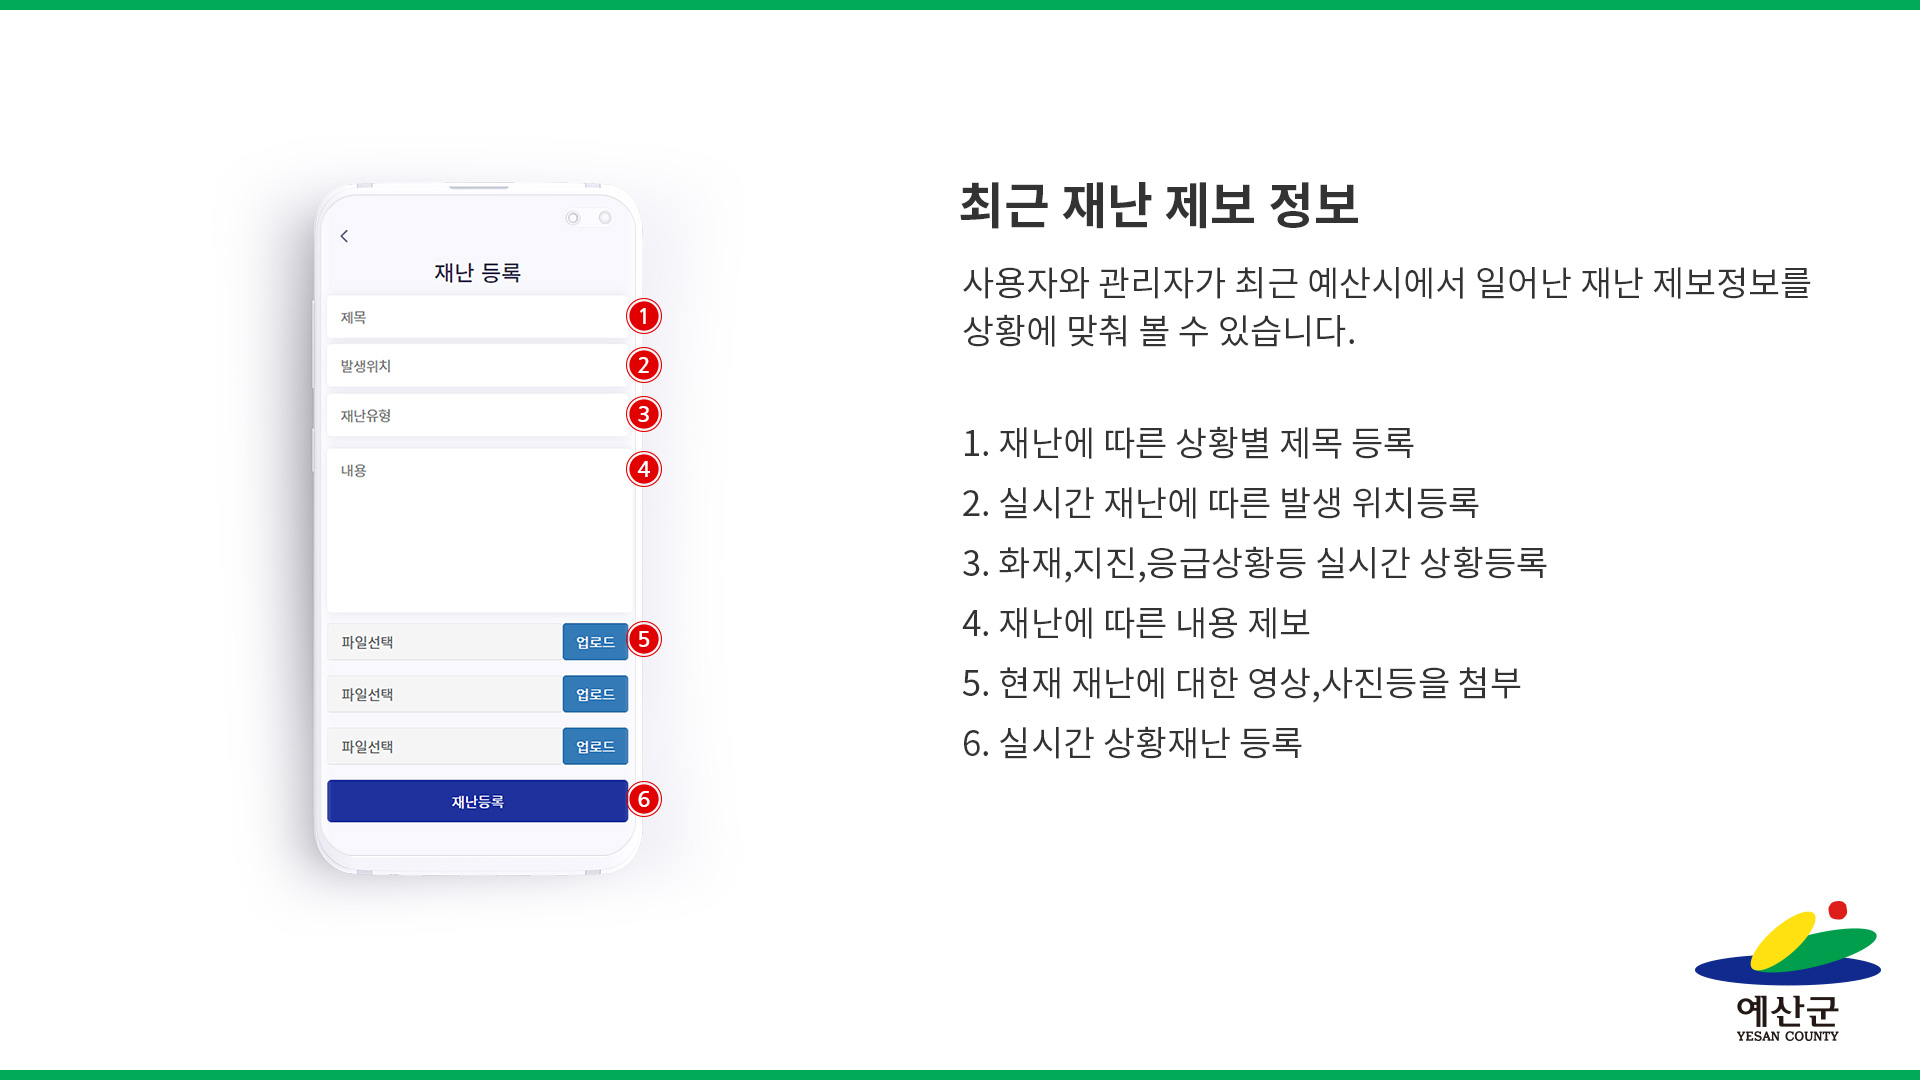 재난 등록
제목
1
발생위치
2
재난유형
3
내용
4
파일선택
업로드
5
파일선택
업로드
파일선택
업로드
재난등록
6
최근 재난 제보 정보
사용자와 관리자가 최근 예산시에서 일어난 재난 제보정보를
상황에 맞춰 볼 수 있습니다.
1. 재난에 따른 상황별 제목 등록
2. 실시간 재난에 따른 발생 위치등록
3. 화재,지진,응급상황등 실시간 상황등록
4. 재난에 따른 내용 제보
5. 현재 재난에 대한 영상,사진등을 첨부
6. 실시간 상황재난 등록
예산군
YESAN COUNTY